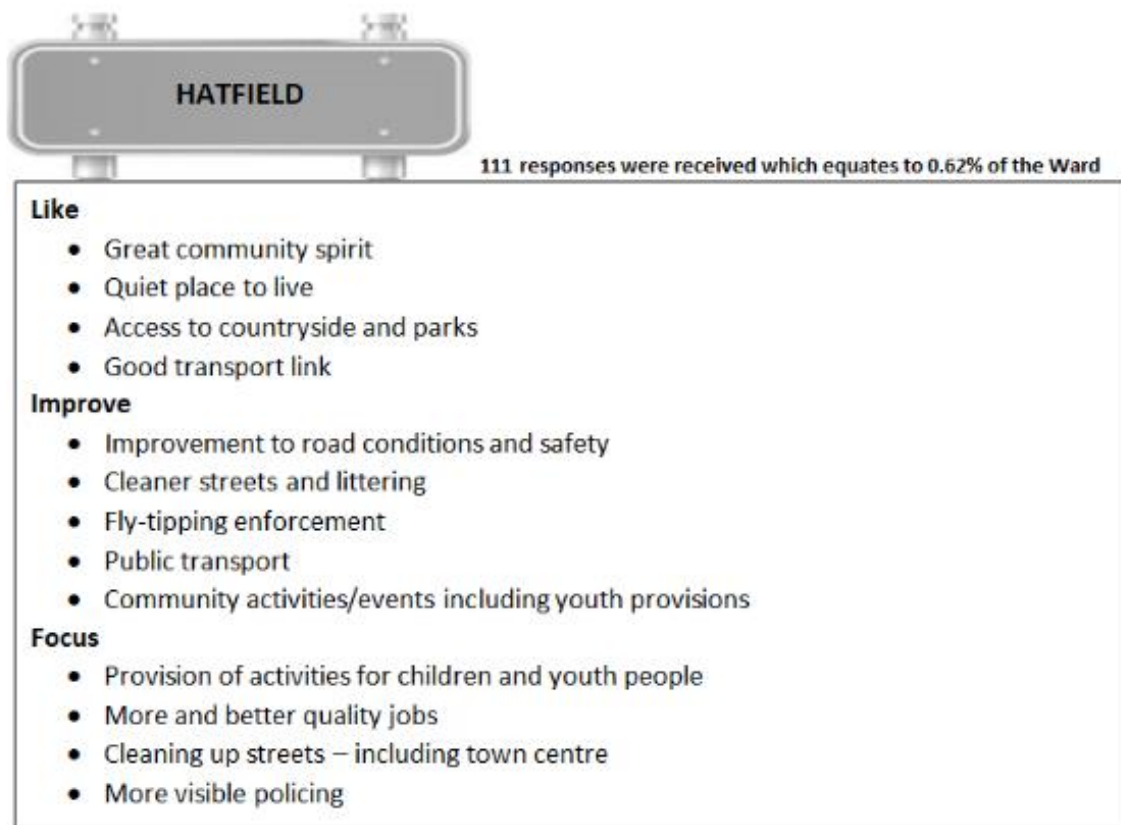 HATFIELD
111 responses were received which equates to 0.62% of the Ward
Like
• Great community spirit
• Quiet place to live
• Access to countryside and parks
• Good transport link
Improve
• Improvement to road conditions and safety
• Cleaner streets and littering
• Fly-tipping enforcement
• Public transport
• Community activities/events including youth provisions
Focus
• Provision of activities for children and youth people
• More and better quality jobs
• Cleaning up streets – including town centre
• More visible policing